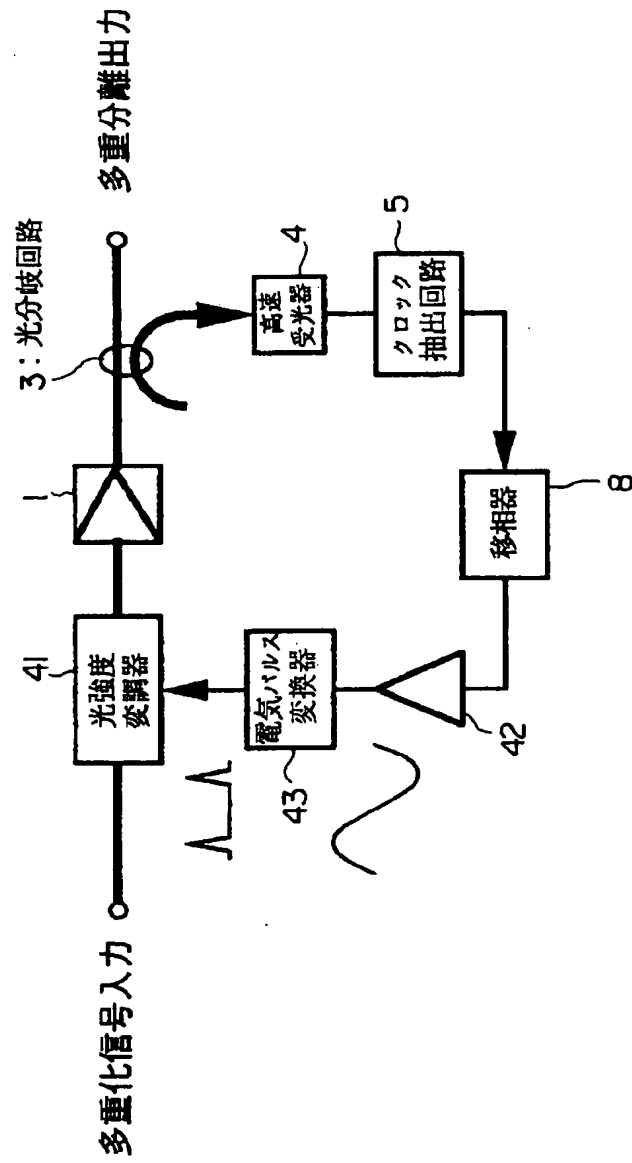 多重化信号入力
41
光強度
変調器
1
3：光分岐回路
多重分離出力
4
高速
受光器
5
クロック
抽出回路
8
移相器
42
43
電気パルス
変換器